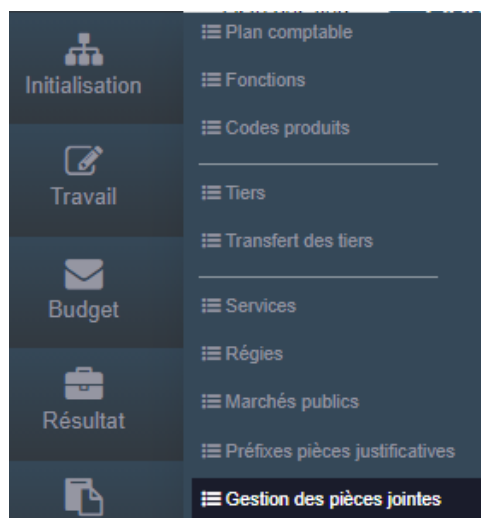 Initialisation
Travail
Budget
Résultat
Plan comptable
Fonctions
Codes produits
Tiers
Transfert des tiers
Services
Régies
Marchés publics
Préfixes pièces justificatives
Gestion des pièces jointes